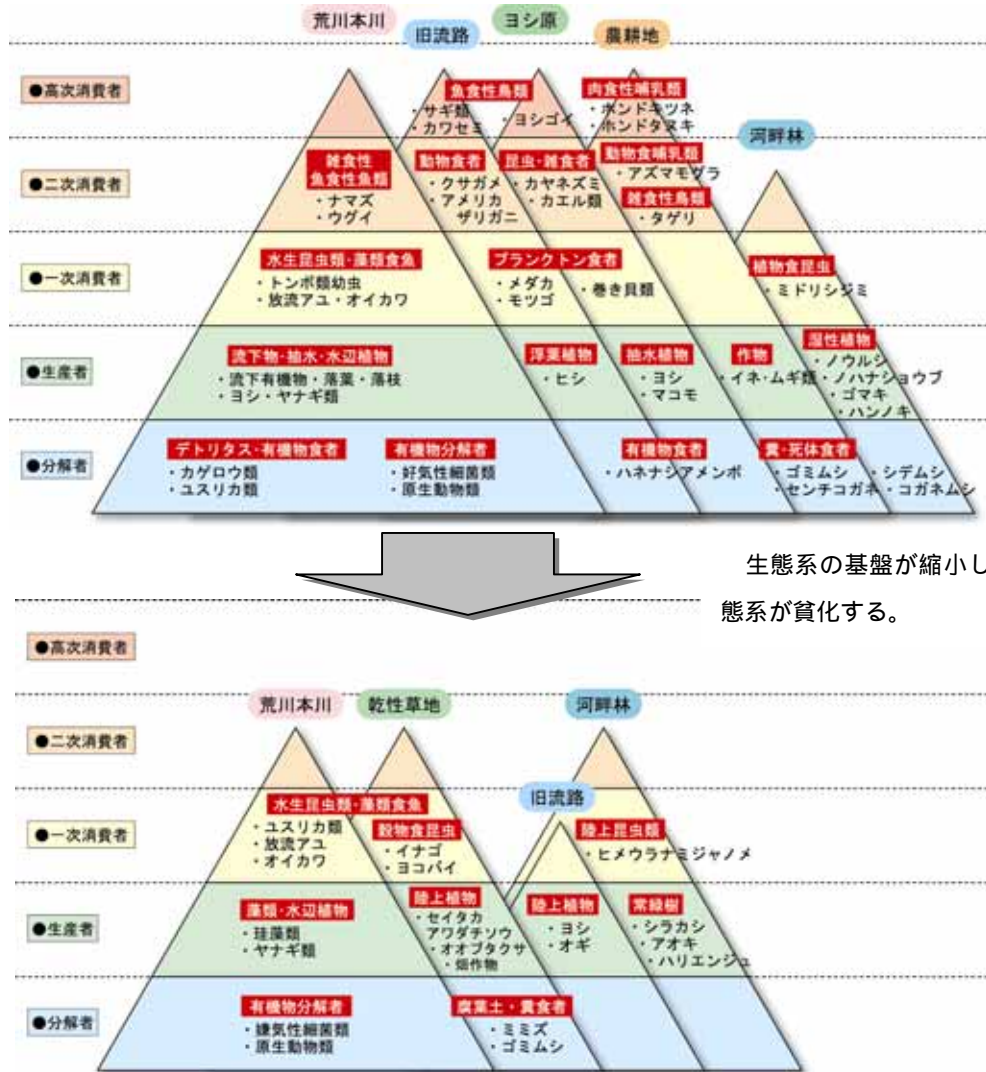 荒川本川
旧流路
ヨシ原
農耕地
●高次消費者
魚食性鳥類
・サギ類
・カワセミ
・ヨシゴイ
肉食性哺乳類
・ホンドキツネ
・ホンドタヌキ
河畔林
●二次消費者
雑食性
魚食性魚類
・ナマズ
・ウグイ
動物食者
・クサガメ
・アメリカ
ザリガニ
昆虫・雑食者
・カヤネズミ
・カエル類
動物食哺乳類
・アズマモグラ
雑食性鳥類
・タゲリ
●一次消費者
水生昆虫類・藻類食魚
・トンボ類幼虫
・放流アユ・オイカワ
プランクトン食者
・メダカ
・モツゴ
・巻き貝類
植物食昆虫
・ミドリシジミ
●生産者
流下物・抽水・水辺植物
・流下有機物・落葉・落枝
・ヨシ・ヤナギ類
浮葉植物
・ヒシ
抽水植物
・ヨシ
・マコモ
作物
・イネ・ムギ類
湿性植物
・ノウルシ
・ノハナショウブ
・ゴマキ
・ハンノキ
●分解者
デトリタス・有機物食者
・カゲロウ類
・ユスリカ類
有機物分解者
・好気性細菌類
・原生動物類
有機物食者
・ハネナシアメンボ
糞・死体食者
・ゴミムシ
・センチコガネ
・シデムシ
・コガネムシ
生態系の基盤が縮小し
態系が貧化する。
●高次消費者
荒川本川
乾性草地
河畔林
●二次消費者
旧流路
●一次消費者
水生昆虫類・藻類食魚
・ユスリカ類
・放流アユ
・オイカワ
穀物食昆虫
・イナゴ
・ヨコバイ
陸上昆虫類
・ヒメウラナミジャノメ
●生産者
藻類・水辺植物
・珪藻類
・ヤナギ類
陸上植物
・セイタカ
アワダチソウ
・オオブタクサ
・畑作物
陸上植物
・ヨシ
・オギ
常緑樹
・シラカシ
・アオキ
・ハリエンジュ
●分解者
有機物分解者
・嫌気性細菌類
・原生動物類
腐葉土・糞食者
・ミミズ
・ゴミムシ